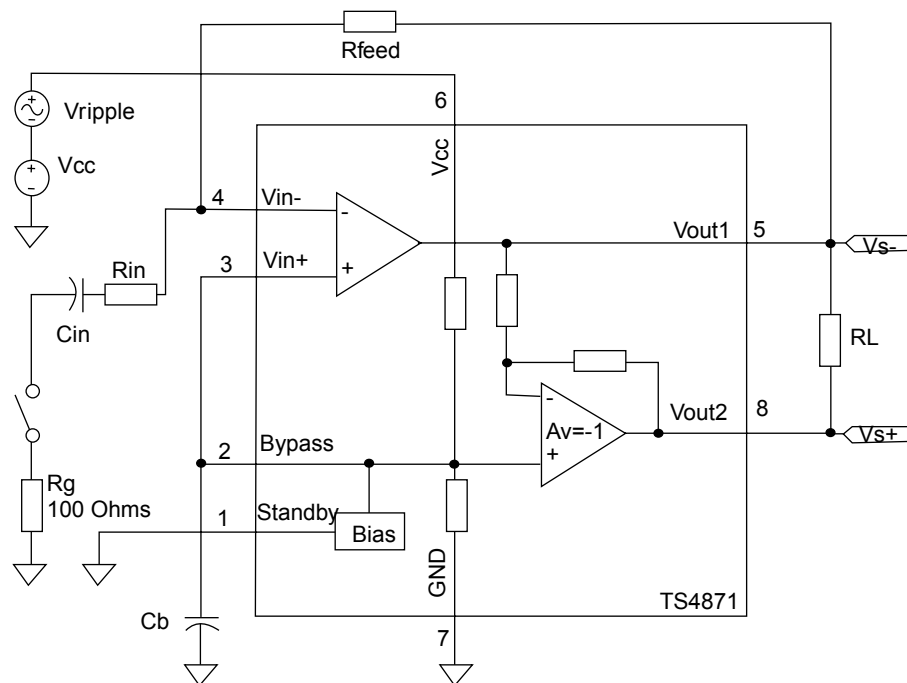 Rfeed
Vripple
Vcc
6
Vcc
4
Vin-
-
Vout1
5
Vs-
3
Vin+
+
Rin
Cin
RL
-
Av=-1
+
Vout2
8
Vs+
2
Bypass
Rg
100 Ohms
1
Standby
Bias
GND
TS4871
Cb
7